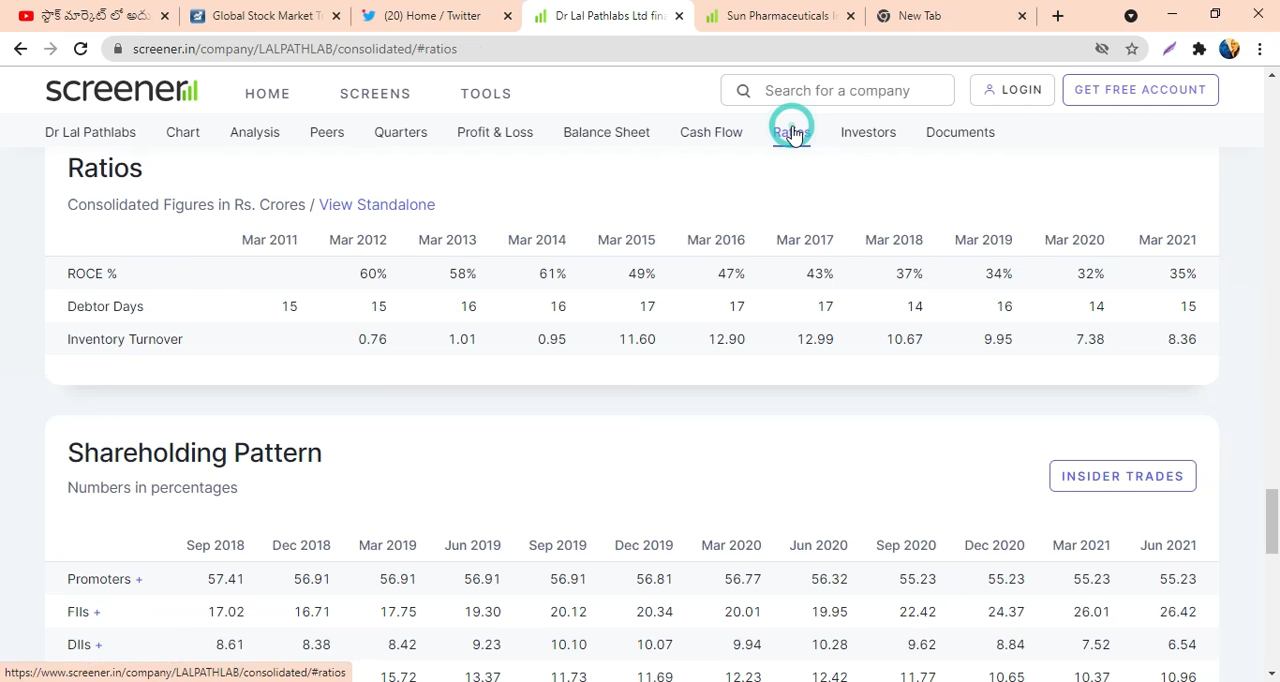 స్టాక్ మార్కెట్ లో అదు
Global Stock Market T
(20) Home / Twitter
Dr Lal Pathlabs Ltd fina
Sun Pharmaceuticals I
New Tab
screener.in/company/LALPATHLAB/consolidated/#ratios
screener
HOME
SCREENS
TOOLS
Search for a company
LOGIN
GET FREE ACCOUNT
Dr Lal Pathlabs Chart Analysis Peers Quarters Profit & Loss Balance Sheet Cash Flow Ratios Investors Documents
Ratios
Consolidated Figures in Rs. Crores / View Standalone
Mar 2011 Mar 2012 Mar 2013 Mar 2014 Mar 2015 Mar 2016 Mar 2017 Mar 2018 Mar 2019 Mar 2020 Mar 2021
ROCE % 60% 58% 61% 49% 47% 43% 37% 34% 32% 35%
Debtor Days 15 15 16 16 17 17 17 14 16 14 15
Inventory Turnover 0.76 1.01 0.95 11.60 12.90 12.99 10.67 9.95 7.38 8.36
Shareholding Pattern
Numbers in percentages
INSIDER TRADES
Sep 2018 Dec 2018 Mar 2019 Jun 2019 Sep 2019 Dec 2019 Mar 2020 Jun 2020 Sep 2020 Dec 2020 Mar 2021 Jun 2021
Promoters + 57.41 56.91 56.91 56.91 56.91 56.81 56.77 56.32 55.23 55.23 55.23 55.23
FIIs + 17.02 16.71 17.75 19.30 20.12 20.34 20.01 19.95 22.42 24.37 26.01 26.42
DIIs + 8.61 8.38 8.42 9.23 10.10 10.07 9.94 10.28 9.62 8.84 7.52 6.54
15.72 13.37 11.73 11.69 12.23 12.42 11.77 10.65 10.37 10.96
https://www.screener.in/company/LALPATHLAB/consolidated/#ratios